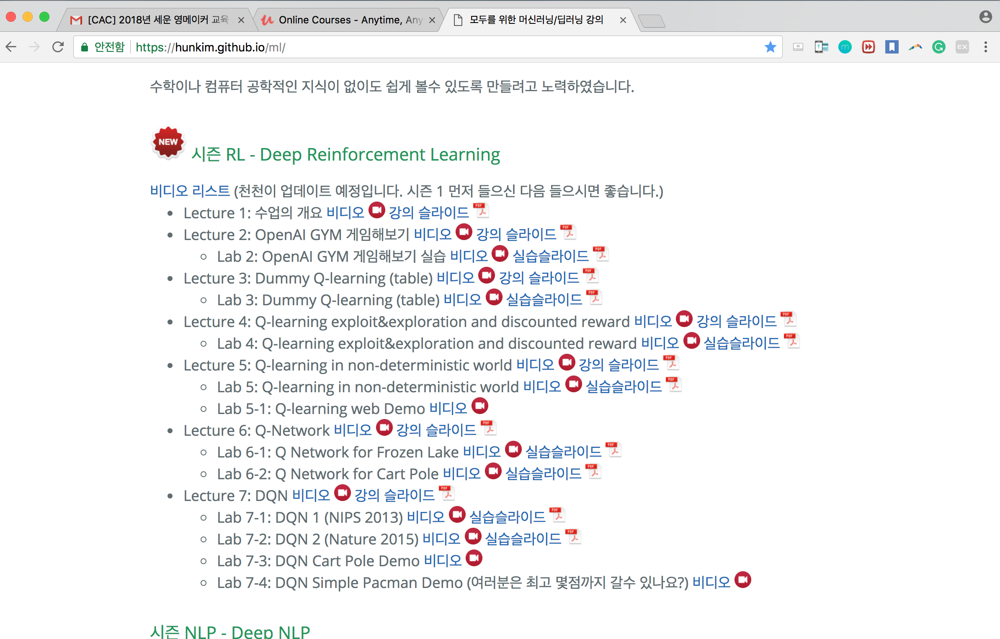 [CAC] 2018년 세운 영메이커 교육
Online Courses - Anytime, Any
모두를 위한 머신러닝/딥러닝 강의
안전함 https://hunkim.github.io/ml/
N m G EX
수학이나 컴퓨터 공학적인 지식이 없이도 쉽게 볼수 있도록 만들려고 노력하였습니다.
NEW
시즌 RL - Deep Reinforcement Learning
비디오 리스트 (천천이 업데이트 예정입니다. 시즌 1 먼저 들으신 다음 들으시면 좋습니다.)
Lecture 1: 수업의 개요 비디오 강의 슬라이드 PDF
Lecture 2: OpenAI GYM 게임해보기 비디오 강의 슬라이드 PDF
Lab 2: OpenAI GYM 게임해보기 실습 비디오 실습슬라이드 PDF
Lecture 3: Dummy Q-learning (table) 비디오 강의 슬라이드 PDF
Lab 3: Dummy Q-learning (table) 비디오 실습슬라이드 PDF
Lecture 4: Q-learning exploit&exploration and discounted reward 비디오 강의 슬라이드 PDF
Lab 4: Q-learning exploit&exploration and discounted reward 비디오 실습슬라이드 PDF
Lecture 5: Q-learning in non-deterministic world 비디오 강의 슬라이드 PDF
Lab 5: Q-learning in non-deterministic world 비디오 실습슬라이드 PDF
Lab 5-1: Q-learning web Demo 비디오
Lecture 6: Q-Network 비디오 강의 슬라이드 PDF
Lab 6-1: Q Network for Frozen Lake 비디오 실습슬라이드 PDF
Lab 6-2: Q Network for Cart Pole 비디오 실습슬라이드 PDF
Lecture 7: DQN 비디오 강의 슬라이드 PDF
Lab 7-1: DQN 1 (NIPS 2013) 비디오 실습슬라이드 PDF
Lab 7-2: DQN 2 (Nature 2015) 비디오 실습슬라이드 PDF
Lab 7-3: DQN Cart Pole Demo 비디오
Lab 7-4: DQN Simple Pacman Demo (여러분은 최고 몇점까지 갈수 있나요?) 비디오
시즌 NLP - Deep NLP